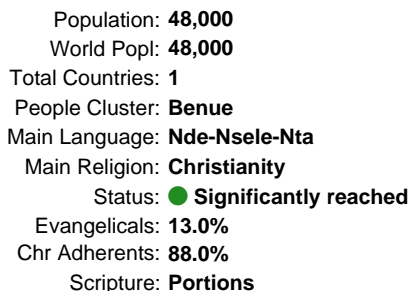 Population: 48,000
World Popl: 48,000
Total Countries: 1
People Cluster: Benue
Main Language: Nde-Nsele-Nta
Main Religion: Christianity
Status: Significantly reached
Evangelicals: 13.0%
Chr Adherents: 88.0%
Scripture: Portions